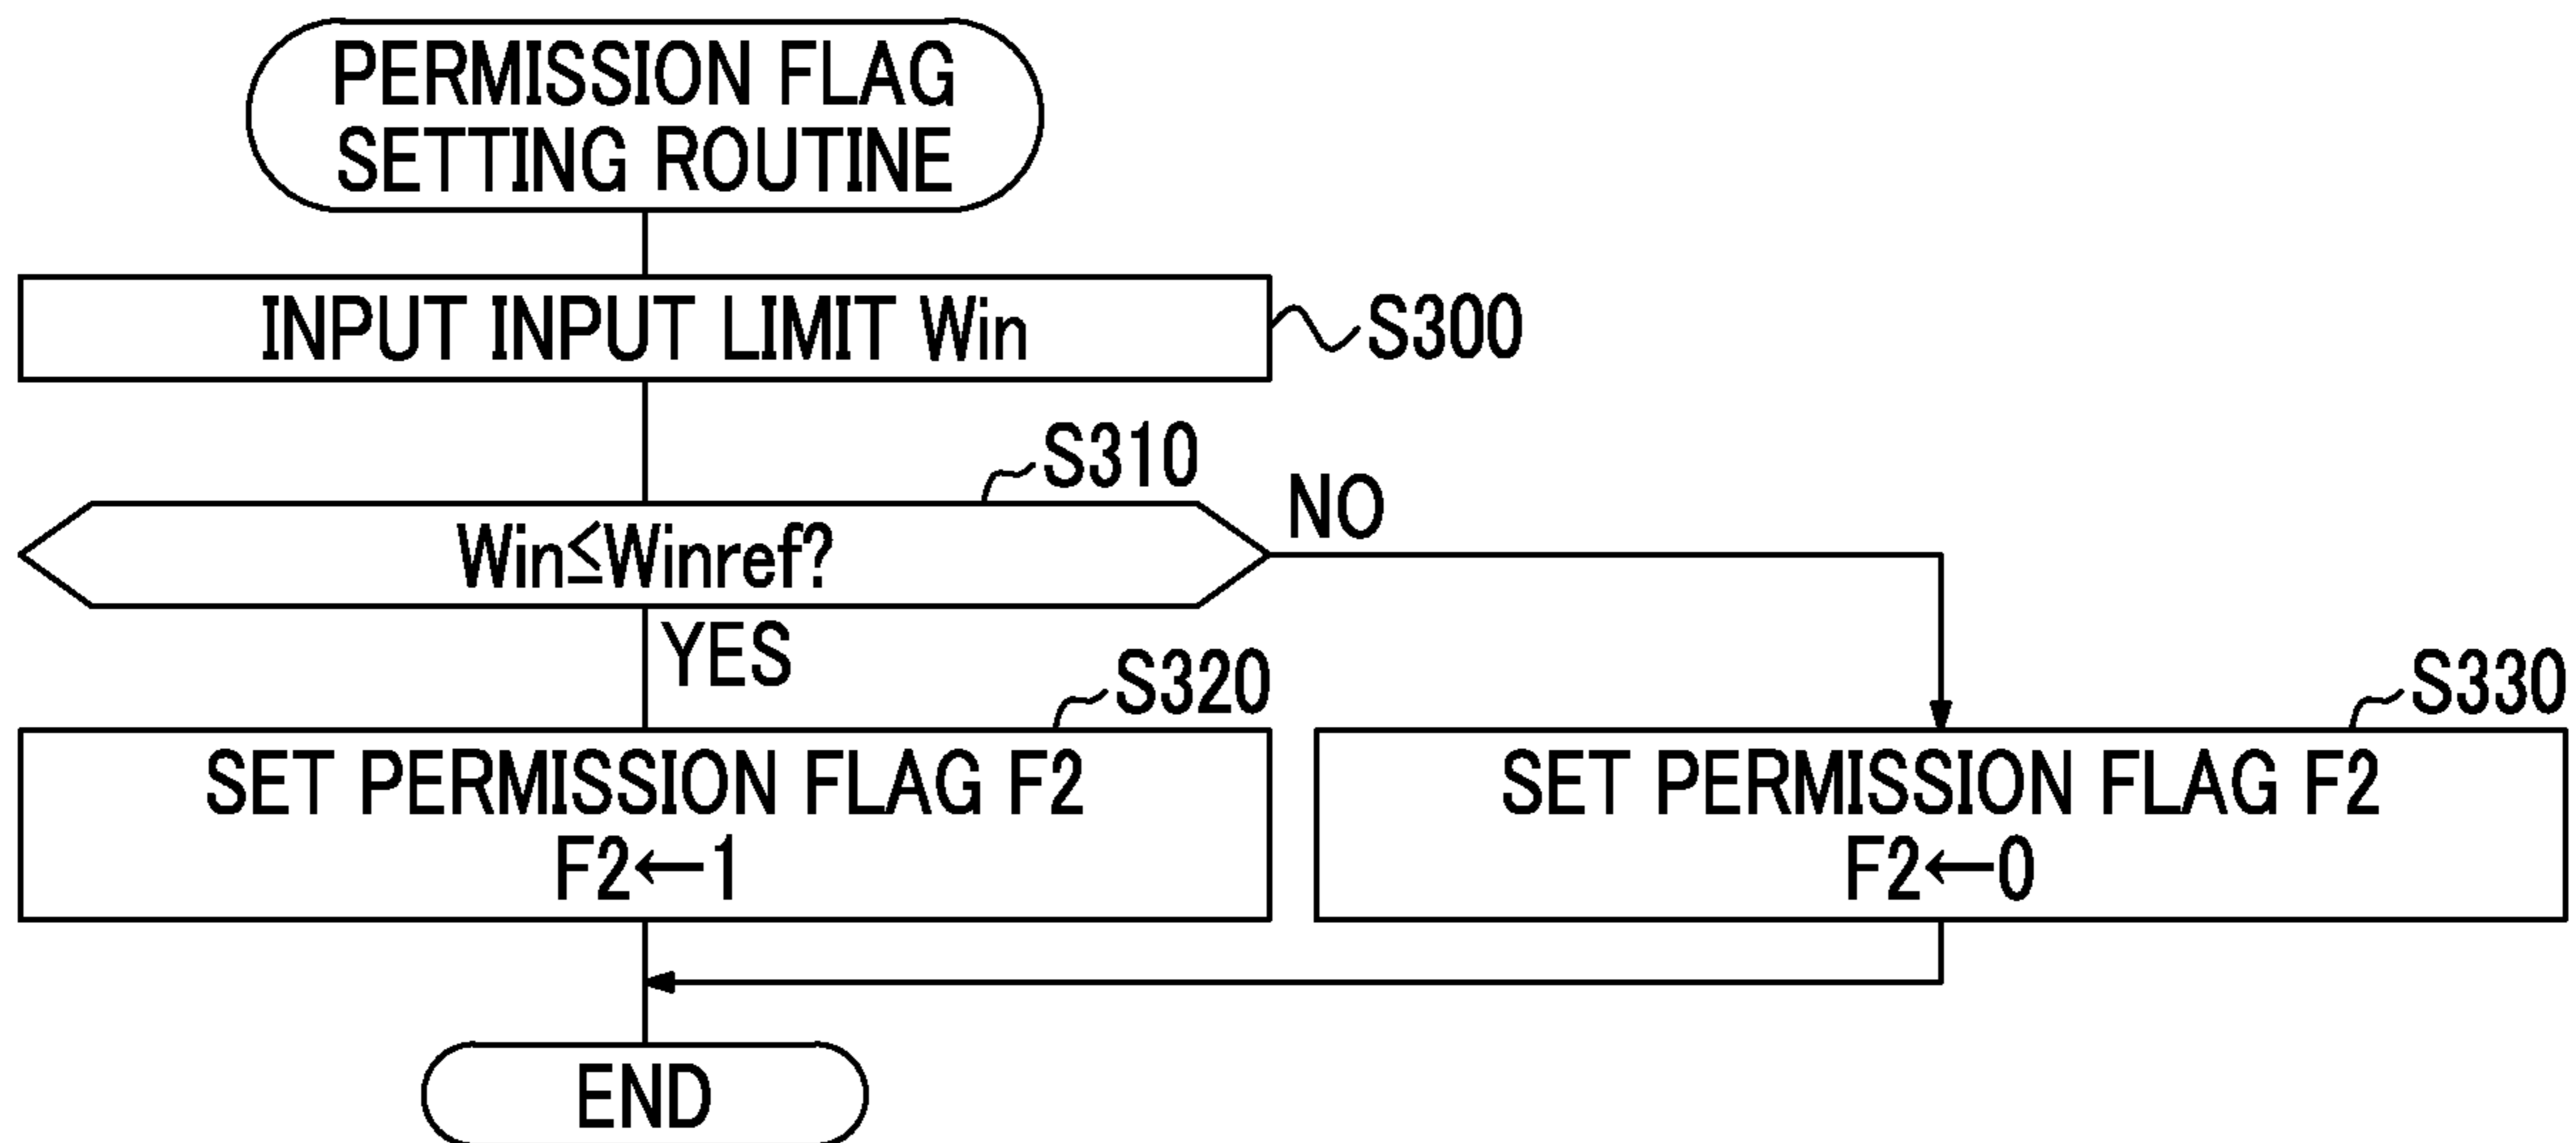 PERMISSION FLAG
SETTING ROUTINE
INPUT INPUT LIMIT Win
S300
S310
Win≦Winref?
NO
YES
S320
SET PERMISSION FLAG F2
F2←1
S330
SET PERMISSION FLAG F2
F2←0
END